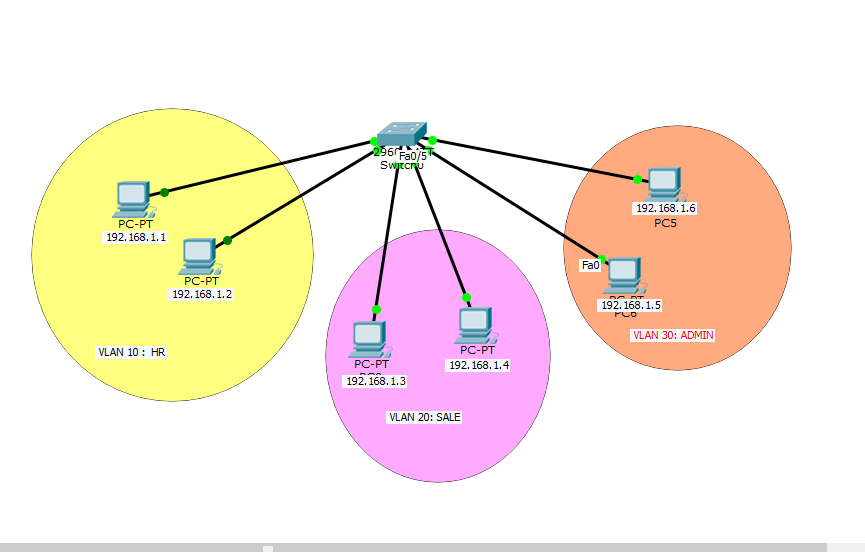 Fa0/5
PC-PT
192.168.1.1
PC-PT
192.168.1.2
VLAN 10 : HR
PC-PT
192.168.1.3
PC-PT
192.168.1.4
VLAN 20: SALE
192.168.1.6
PC5
Fa0
192.168.1.5
VLAN 30: ADMIN